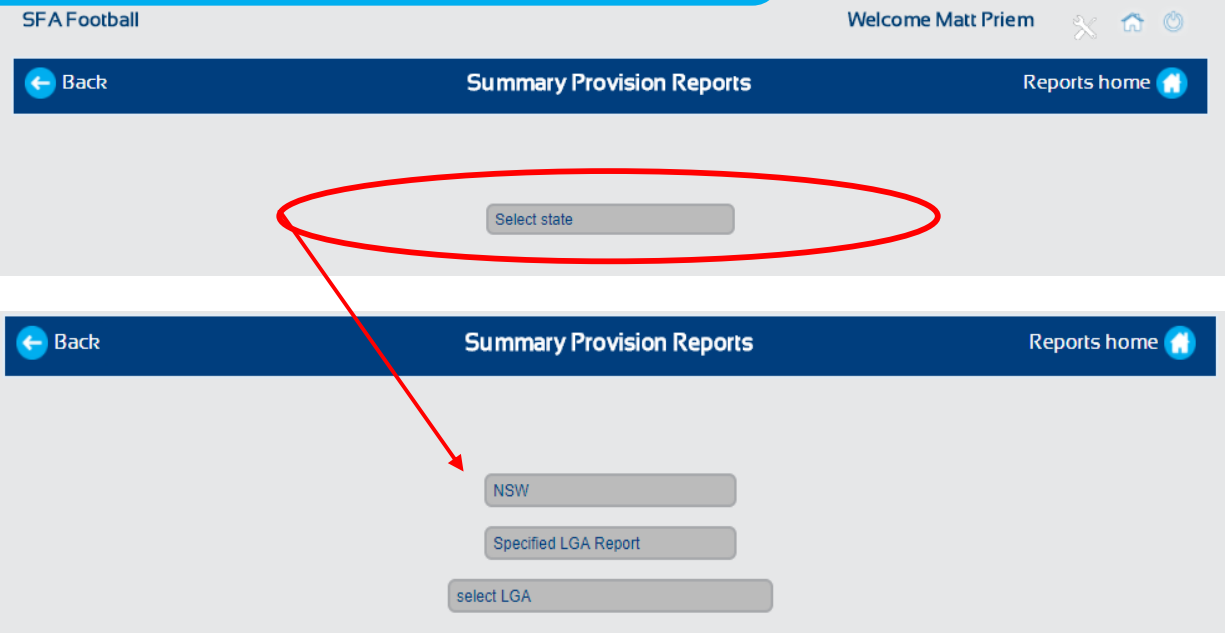 SFA Football Welcome Matt Priem
Back Summary Provision Reports Reports home
Select state
Back Summary Provision Reports Reports home
NSW
Specified LGA Report
select LGA